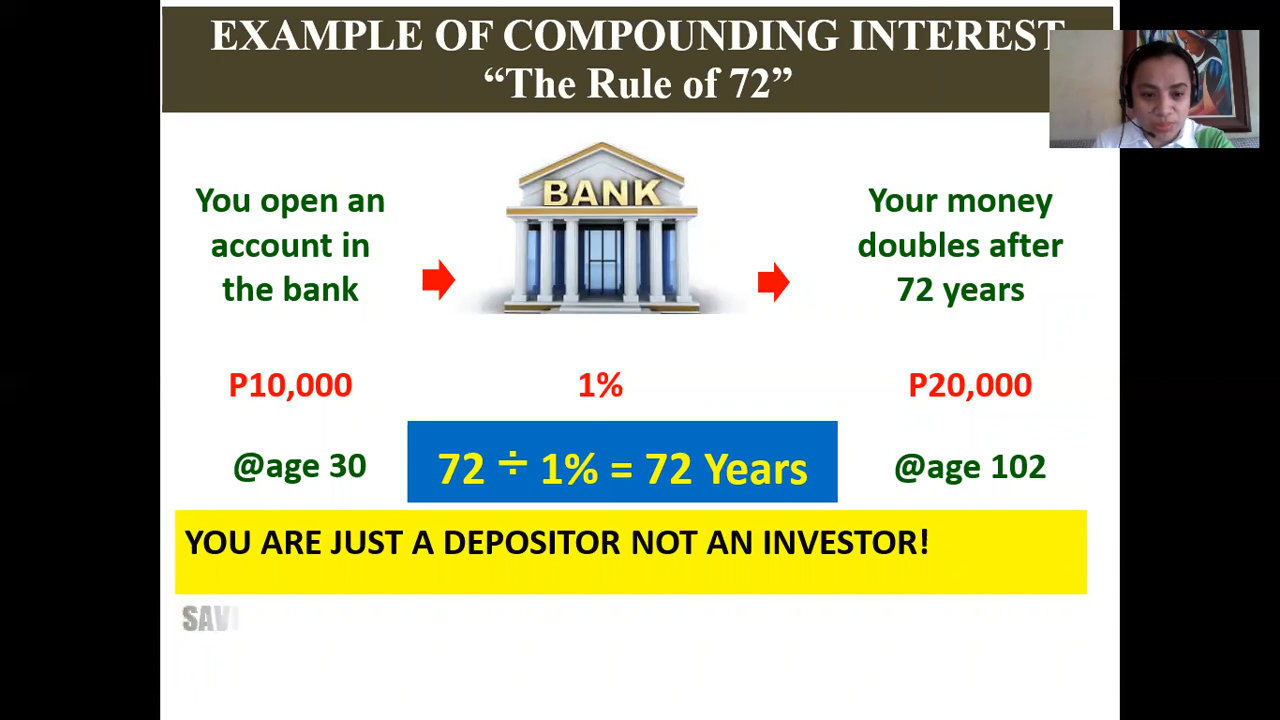 EXAMPLE OF COMPOUNDING INTEREST
“The Rule of 72”
You open an
account in
the bank
BANK
Your money
doubles after
72 years
P10,000
1%
P20,000
@age 30
72 ÷ 1% = 72 Years
@age 102
YOU ARE JUST A DEPOSITOR NOT AN INVESTOR!